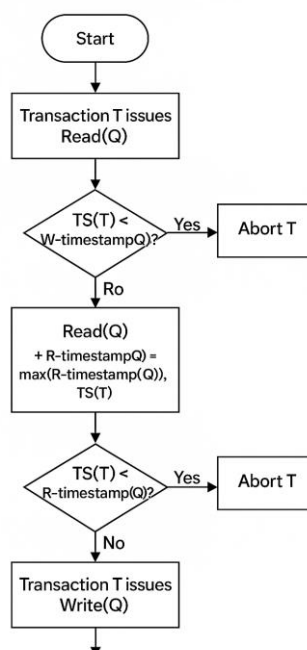 Start
Transaction T issues
Read(Q)
TS(T) <
W-timestampQ)?
Yes
Abort T
Ro
Read(Q)
+ R-timestampQ) =
max(R-timestamp(Q)),
TS(T)
TS(T) <
R-timestamp(Q)?
Yes
Abort T
No
Transaction T issues
Write(Q)